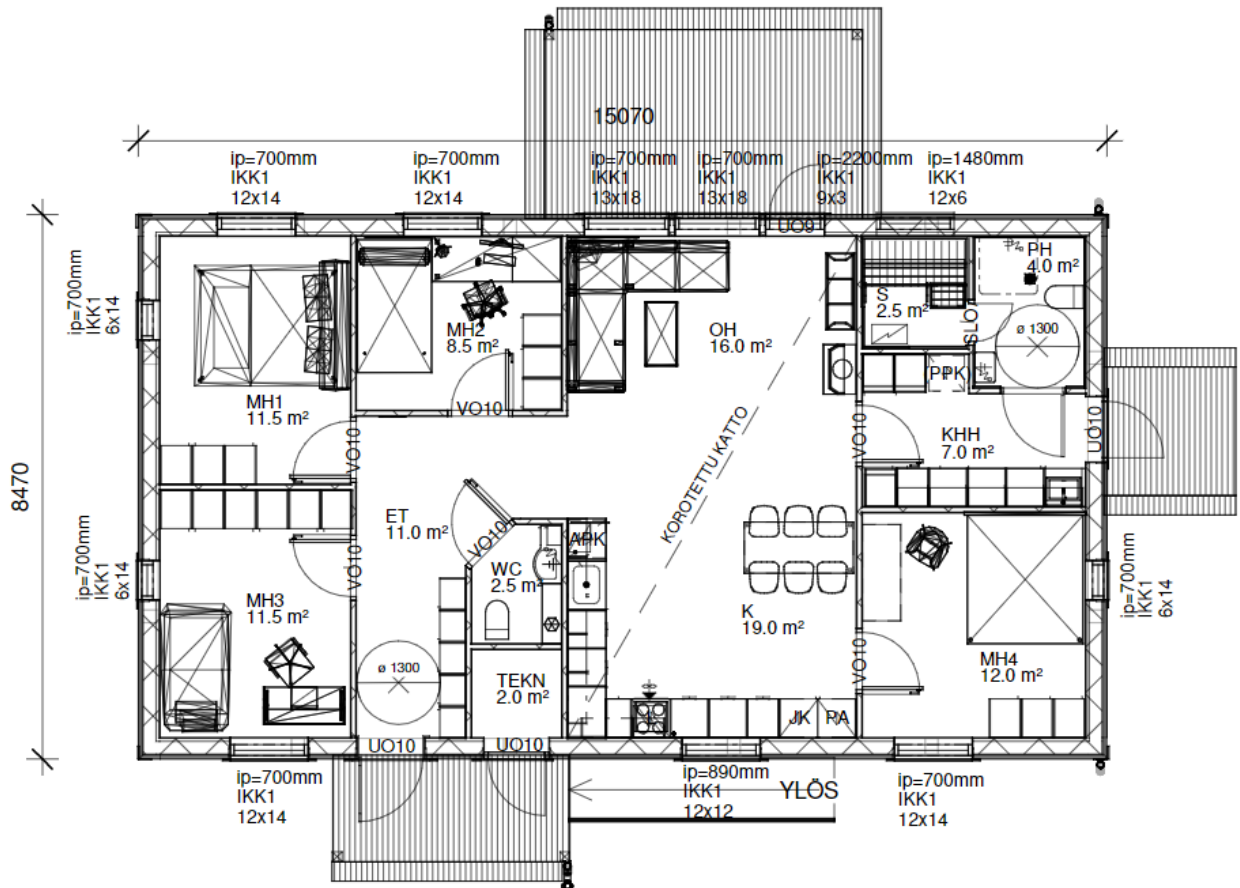 15070
ip=700mm
IKK1
12x14
ip=700mm
IKK1
12x14
ip=700mm
IKK1
13x18
ip=700mm
IKK1
13x18
ip=2200mm
IKK1
9x3
ip=1480mm
IKK1
12x6
UO9
8470
ip=700mm
IKK1
6x14
MH1
11.5 m²
VO10
MH2
8.5 m²
VO10
OH
16.0 m²
S
2.5 m²
SLO7
PH
4.0 m²
ø 1300
(PPK)
KHH
7.0 m²
VO10
UO10
KOROTETTU KATTO
ET
11.0 m²
VO10
WC
2.5 m²
APK
ip=700mm
IKK1
6x14
MH3
11.5 m²
VO10
ø 1300
TEKN
2.0 m²
K
19.0 m²
JK
PA
VO10
MH4
12.0 m²
ip=700mm
IKK1
6x14
UO10
UO10
ip=700mm
IKK1
12x14
ip=890mm
IKK1
12x12
YLÖS
ip=700mm
IKK1
12x14